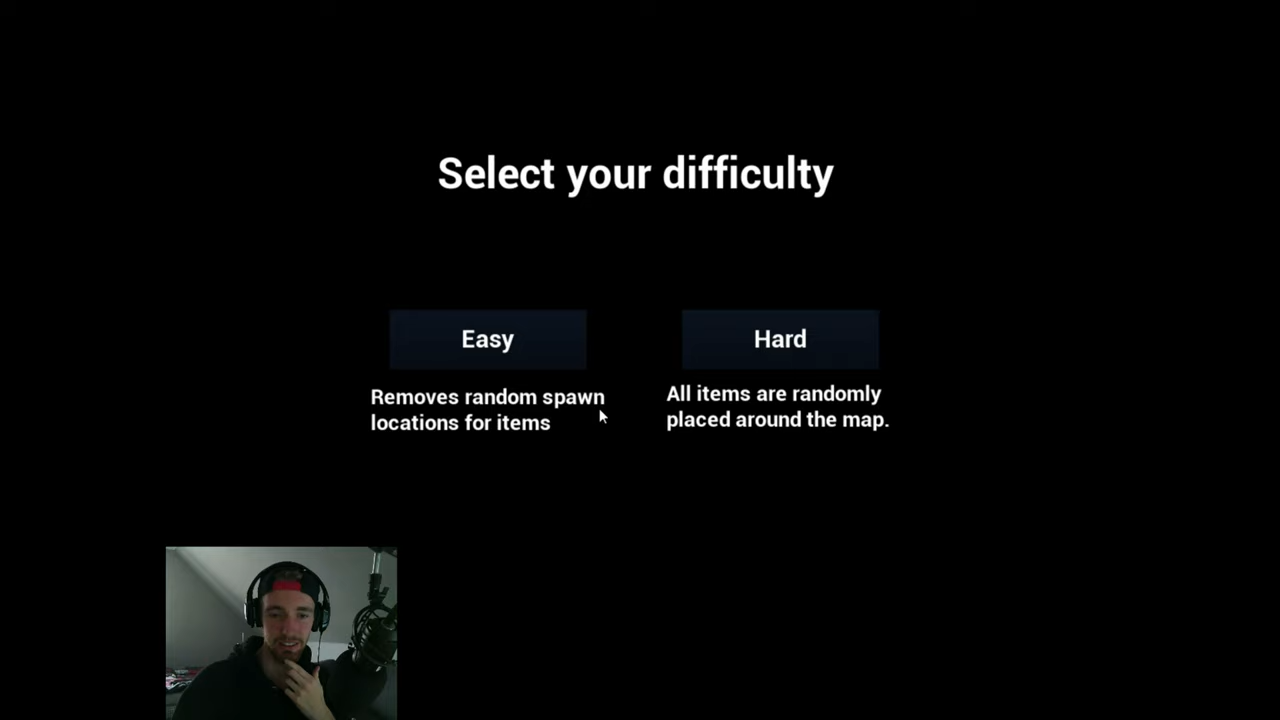 Select your difficulty
Easy
Hard
Removes random spawn
locations for items
All items are randomly
placed around the map.